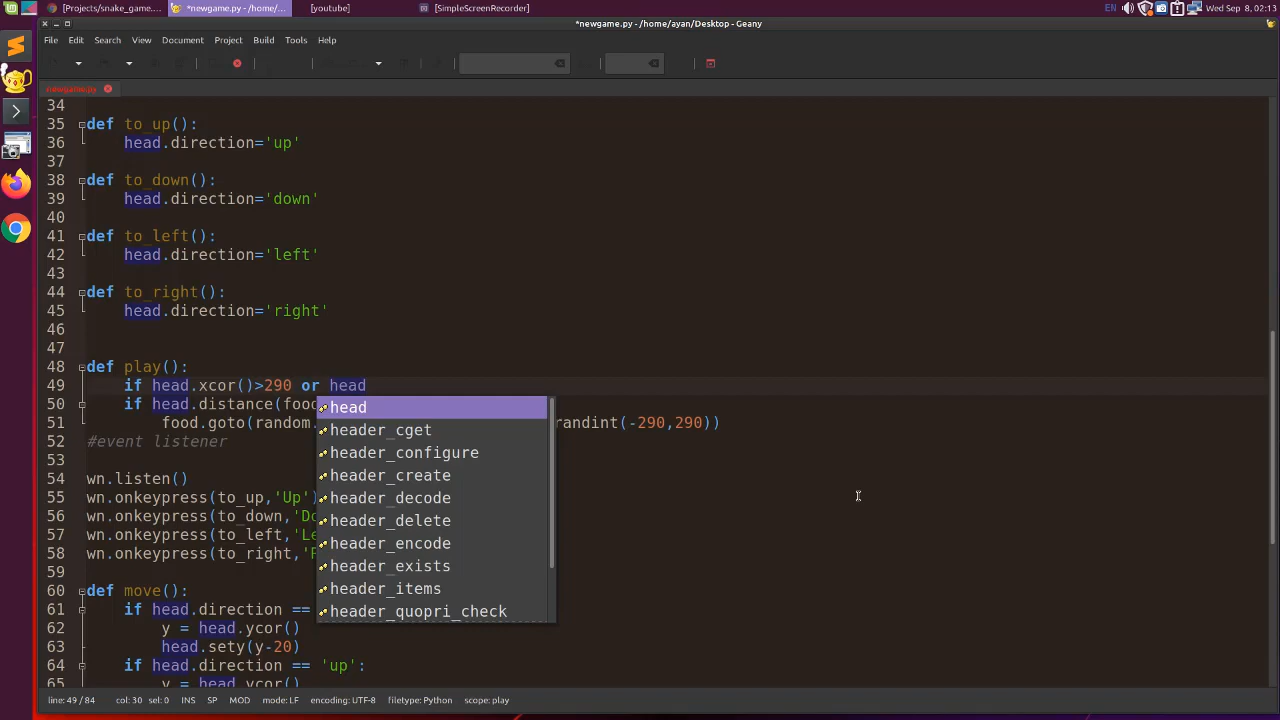 [Projects/snake_game....
*newgame.py - /home/...
[youtube]
[SimpleScreenRecorder]
EN
Wed Sep 8, 02:13
*newgame.py - /home/ayan/Desktop - Geany
File Edit Search View Document Project Build Tools Help
newgame.py
34
35 def to_up():
36 head.direction='up'
37
38 def to_down():
39 head.direction='down'
40
41 def to_left():
42 head.direction='left'
43
44 def to_right():
45 head.direction='right'
46
47
48 def play():
49 if head.xcor()>290 or head
50 if head.distance(foo
51 food.goto(random. randint(-290,290))
52 #event listener
53
54 wn.listen()
55 wn.onkeypress(to_up,'Up')
56 wn.onkeypress(to_down,'Do
57 wn.onkeypress(to_left,'Le
58 wn.onkeypress(to_right,'R
59
60 def move():
61 if head.direction ==
62 y = head.ycor()
63 head.sety(y-20)
64 if head.direction == 'up':
65 y = head.ycor()
head
header_cget
header_configure
header_create
header_decode
header_delete
header_encode
header_exists
header_items
header_quopri_check
line: 49 / 84 col: 30 sel: 0 INS SP MOD mode: LF encoding: UTF-8 filetype: Python scope: play